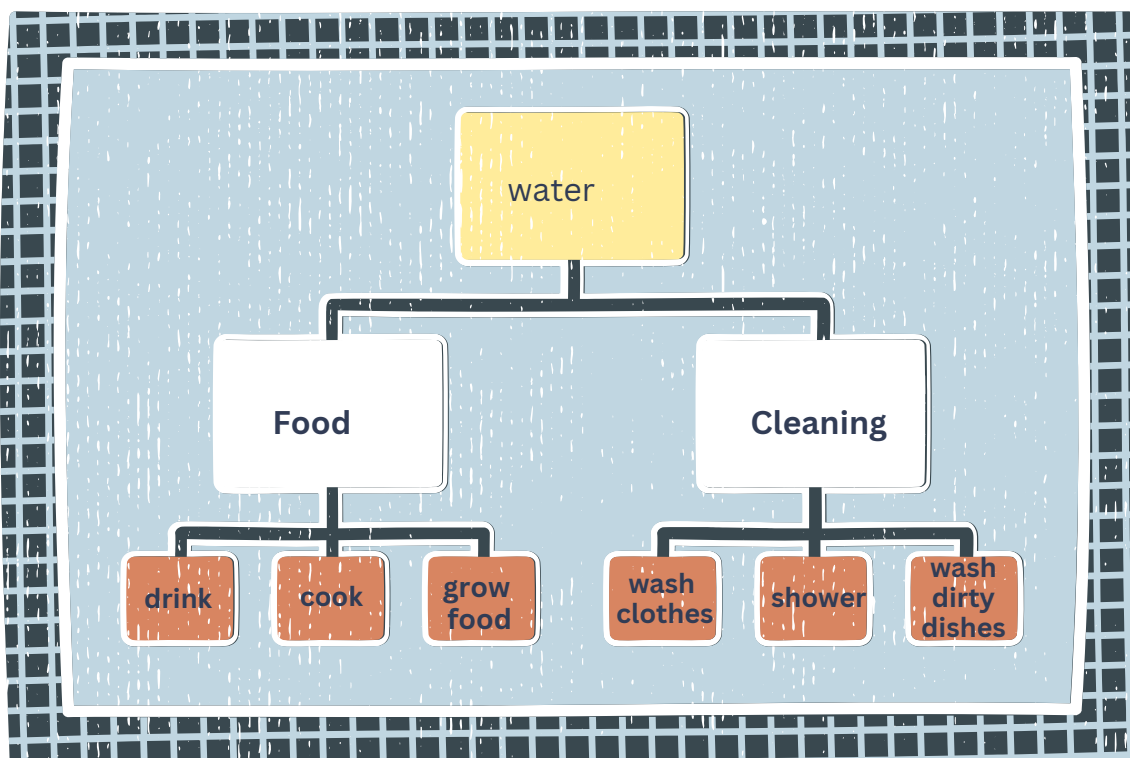 water
Food
Cleaning
drink
cook
grow
food
wash
clothes
shower
wash
dirty
dishes